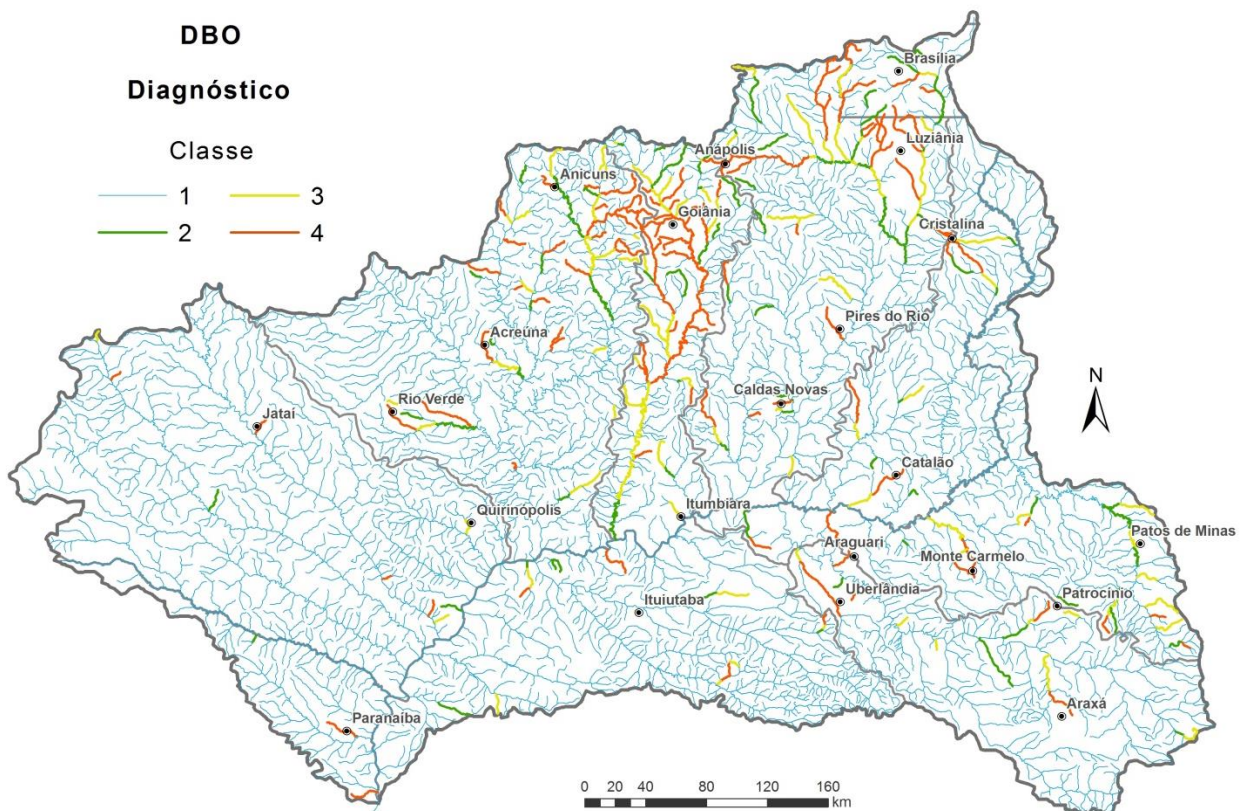 DBO
Diagnóstico
Classe
1
3
2
4
Brasília
Luziânia
Anápolis
Anicuns
Goiânia
Cristalina
Pires do Rio
Acreúna
N
Caldas Novas
Rio Verde
Jataí
Catalão
Quirinópolis
Itumbiara
Patos de Minas
Araguari
Monte Carmelo
Uberlândia
Patrocínio
Ituiutaba
Araxá
Paranaíba
0 20 40 80 120 160
km